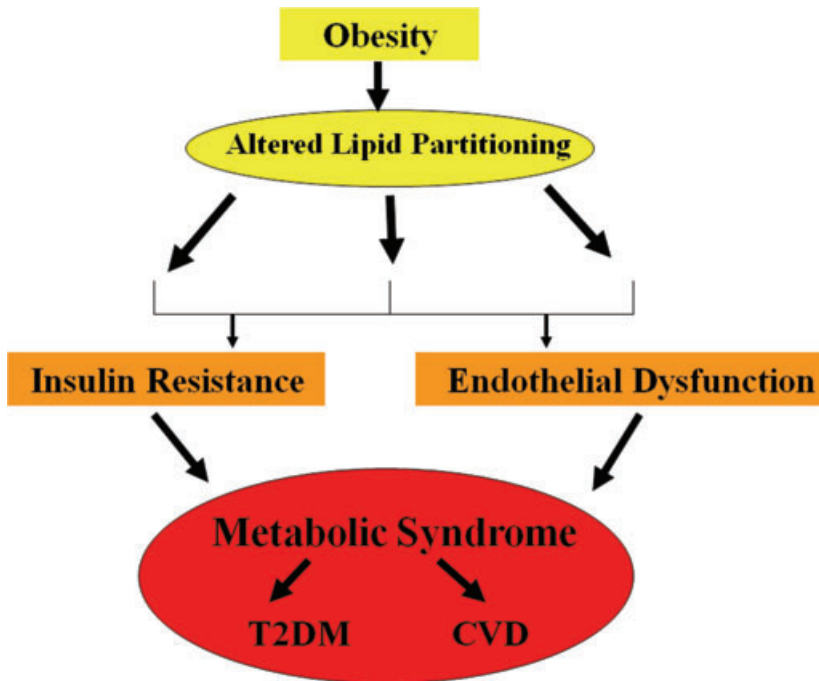 Obesity
Altered Lipid Partitioning
Insulin Resistance
Endothelial Dysfunction
Metabolic Syndrome
T2DM
CVD